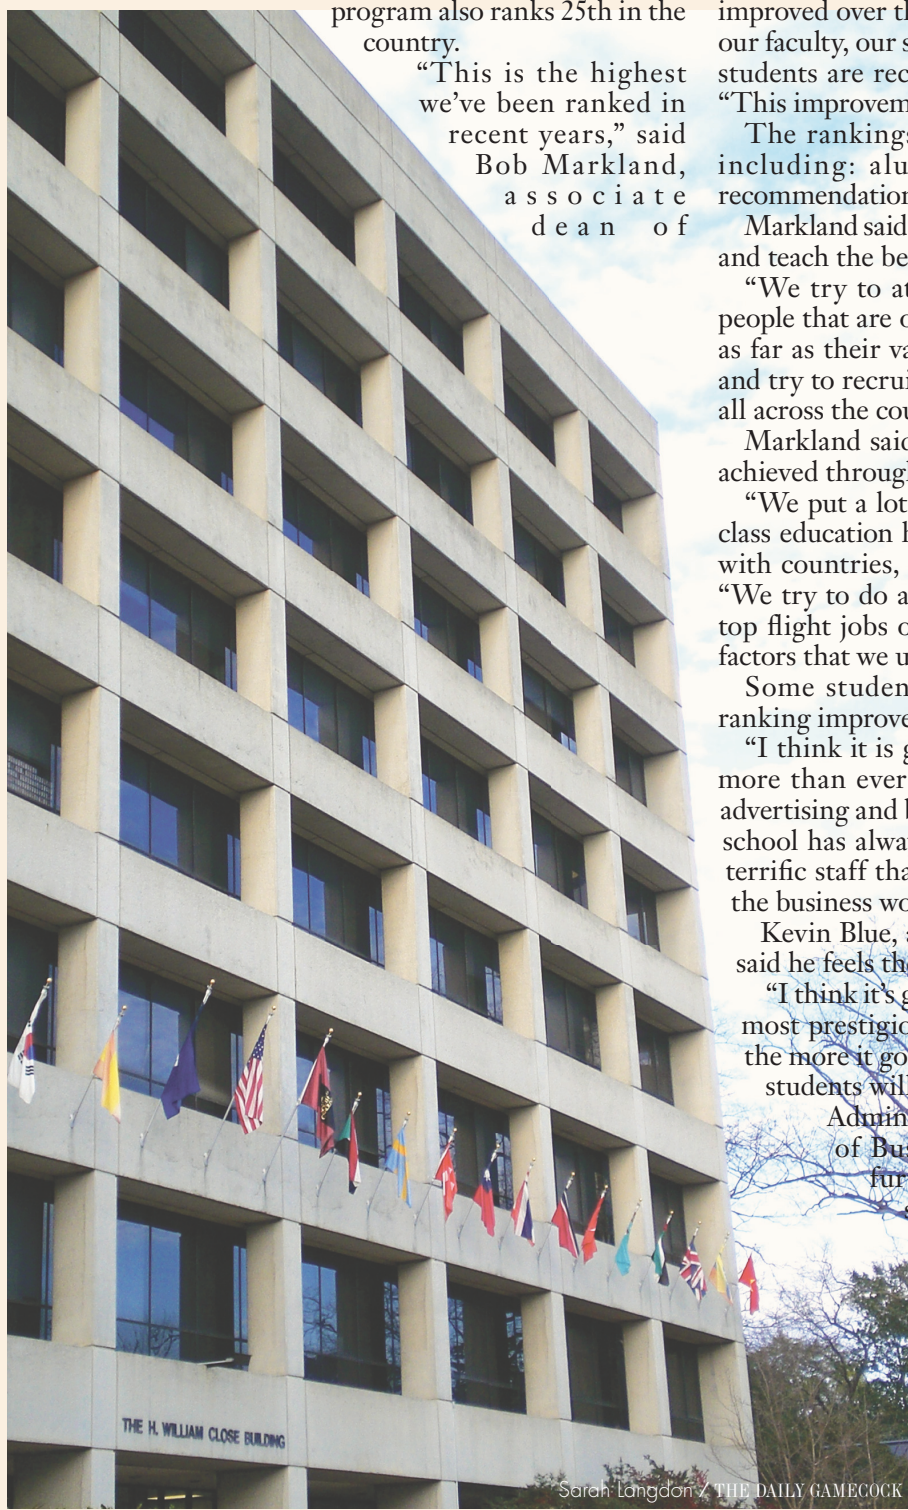 program also ranks 25th in the
country.
“This is the highest
we’ve been ranked in
recent years,” said
Bob Markland,
associate
dean of
improved over th
our faculty, our s
students are rec
“This improvem
The rankings
including: alu
recommendation
Markland said
and teach the be
“We try to at
people that are o
as far as their va
and try to recrui
all across the cou
Markland said
achieved through
“We put a lot
class education h
with countries,
“We try to do a
top flight jobs o
factors that we u
Some studen
ranking improve
“I think it is g
more than ever
advertising and b
school has alwa
terrific staff tha
the business wo
Kevin Blue, a
said he feels the
“I think it’s g
most prestigio
the more it go
students will
Admin
of Bus
fur
THE H. WILLIAM CLOSE BUILDING
Sarah Langdon / THE DAILY GAMECOCK